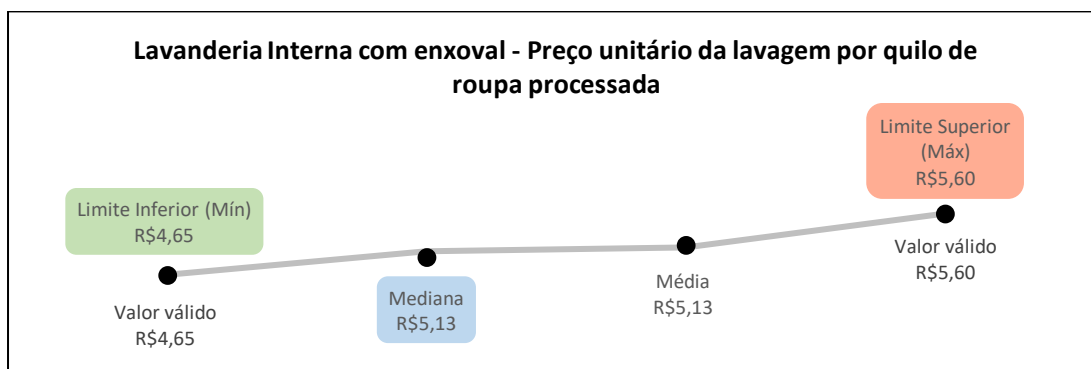 Lavanderia Interna com enxoval - Preço unitário da lavagem por quilo de
roupa processada
Limite Superior
(Máx)
R$5,60
Limite Inferior (Mín)
R$4,65
Valor válido
R$4,65
Mediana
R$5,13
Média
R$5,13
Valor válido
R$5,60